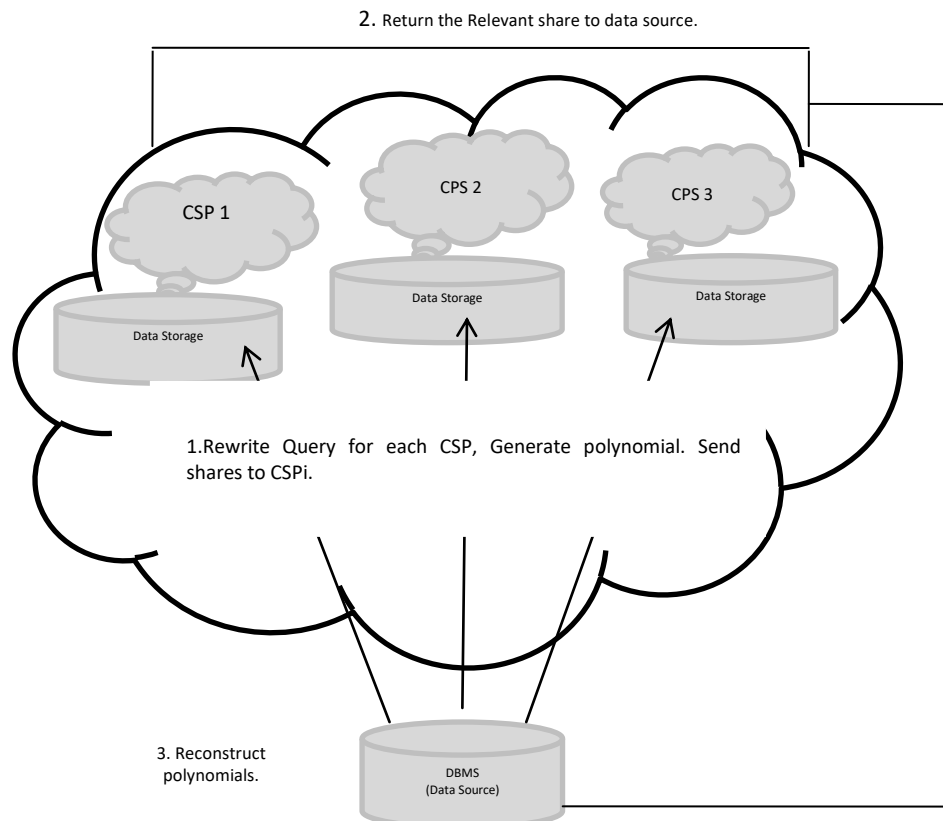 2. Return the Relevant share to data source.
CSP 1
CPS 2
CPS 3
Data Storage
Data Storage
Data Storage
1.Rewrite Query for each CSP, Generate polynomial. Send
shares to CSPi.
3. Reconstruct
polynomials.
DBMS
(Data Source)